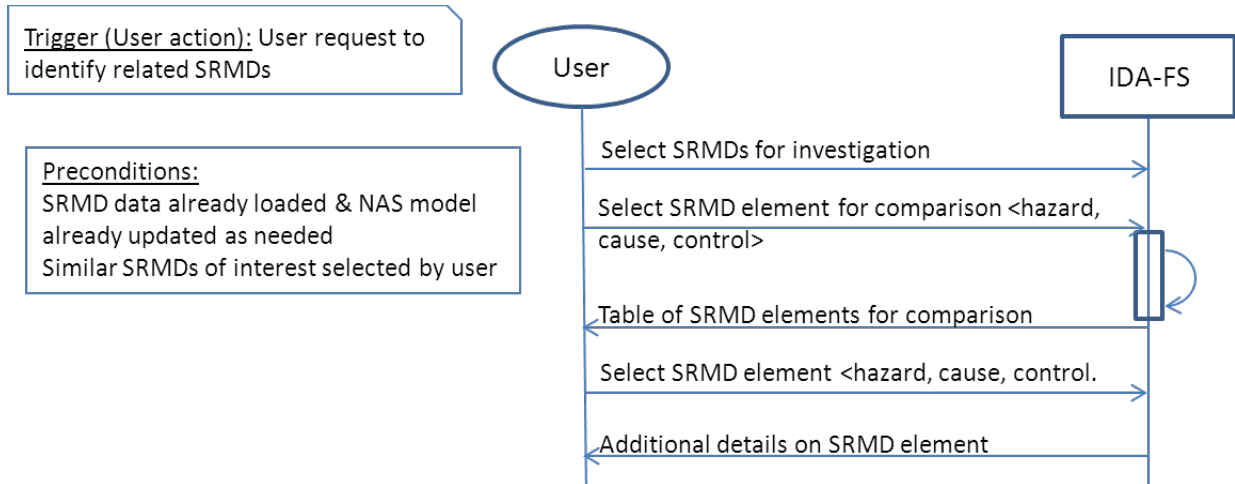 Trigger (User action): User request to
identify related SRMDs
User
IDA-FS
Preconditions:
SRMD data already loaded & NAS model
already updated as needed
Similar SRMDs of interest selected by user
Select SRMDs for investigation
Select SRMD element for comparison <hazard,
cause, control>
Table of SRMD elements for comparison
Select SRMD element <hazard, cause, control.
Additional details on SRMD element